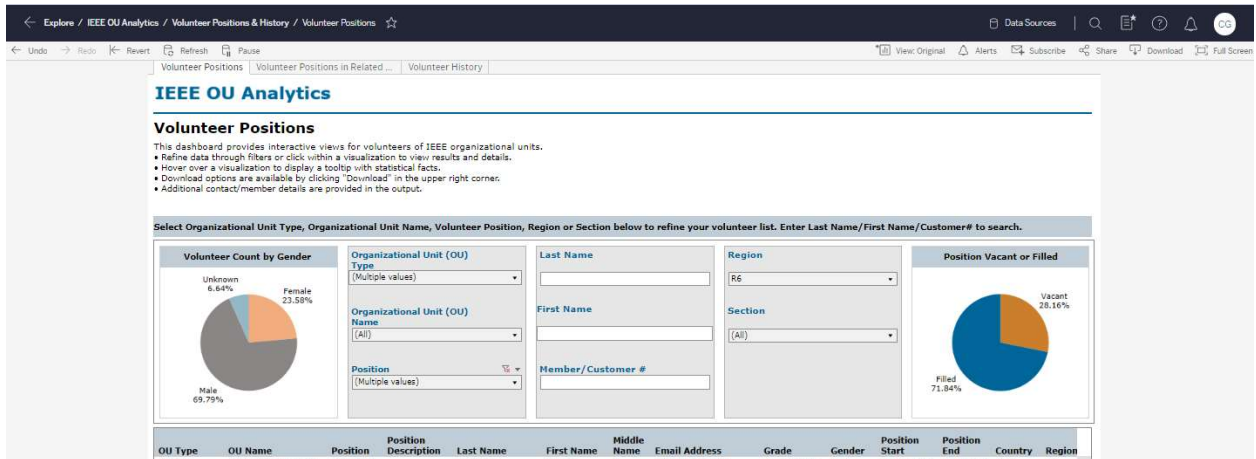 Explore / IEEE OU Analytics / Volunteer Positions & History / Volunteer Positions
Data Sources
CG
Undo Redo Revert Refresh Pause
View: Original Alerts Subscribe Share Download Full Screen
Volunteer Positions Volunteer Positions in Related ... Volunteer History
IEEE OU Analytics
Volunteer Positions
This dashboard provides interactive views for volunteers of IEEE organizational units.
• Refine data through filters or click within a visualization to view results and details.
• Hover over a visualization to display a tooltip with statistical facts.
• Download options are available by clicking "Download" in the upper right corner.
• Additional contact/member details are provided in the output.
Select Organizational Unit Type, Organizational Unit Name, Volunteer Position, Region or Section below to refine your volunteer list. Enter Last Name/First Name/Customer# to search.
Volunteer Count by Gender
Unknown
6.64%
Female
23.58%
Male
69.79%
Organizational Unit (OU)
Type
(Multiple values)
Organizational Unit (OU)
Name
(All)
Position
(Multiple values)
Last Name
First Name
Member/Customer #
Region
R6
Section
(All)
Position Vacant or Filled
Vacant
28.16%
Filled
71.84%
OU Type OU Name Position Position Description Last Name First Name Middle Name Email Address Grade Gender Position Start Position End Country Region